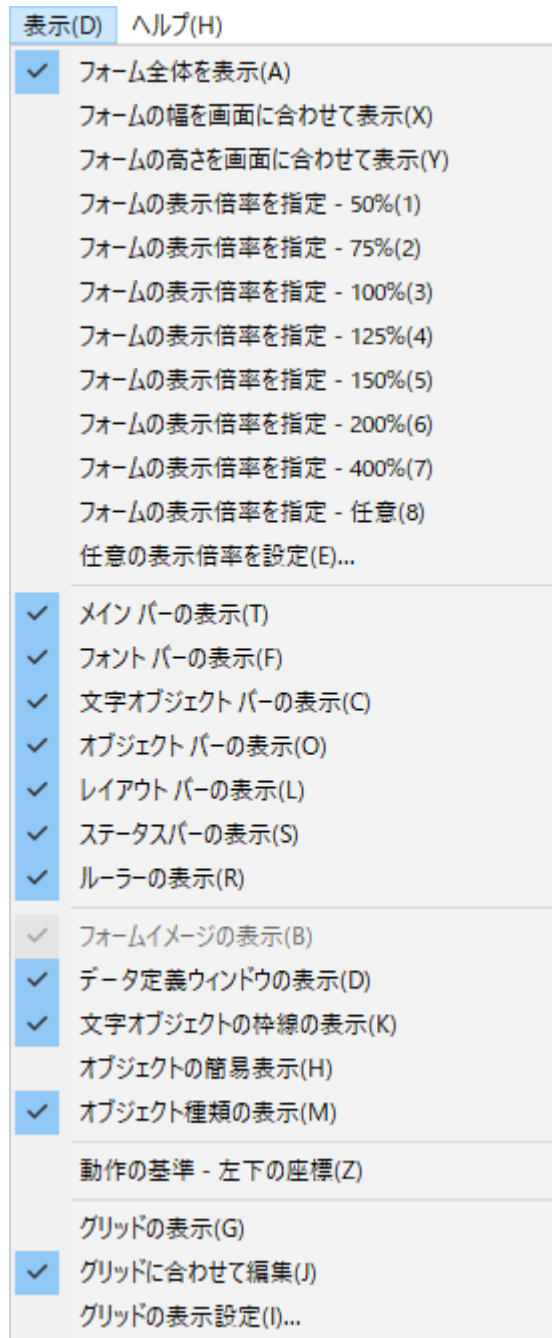 表示(D) ヘルプ(H)
フォーム全体を表示(A)
フォームの幅を画面に合わせて表示(X)
フォームの高さを画面に合わせて表示(Y)
フォームの表示倍率を指定 - 50%(1)
フォームの表示倍率を指定 - 75%(2)
フォームの表示倍率を指定 - 100%(3)
フォームの表示倍率を指定 - 125%(4)
フォームの表示倍率を指定 - 150%(5)
フォームの表示倍率を指定 - 200%(6)
フォームの表示倍率を指定 - 400%(7)
フォームの表示倍率を指定 - 任意(8)
任意の表示倍率を設定(E)...
メイン バーの表示(T)
フォント バーの表示(F)
文字オブジェクト バーの表示(C)
オブジェクト バーの表示(O)
レイアウト バーの表示(L)
ステータスバーの表示(S)
ルーラーの表示(R)
フォームイメージの表示(B)
データ定義ウィンドウの表示(D)
文字オブジェクトの枠線の表示(K)
オブジェクトの簡易表示(H)
オブジェクト種類の表示(M)
動作の基準 - 左下の座標(Z)
グリッドの表示(G)
グリッドに合わせて編集(J)
グリッドの表示設定(I)...